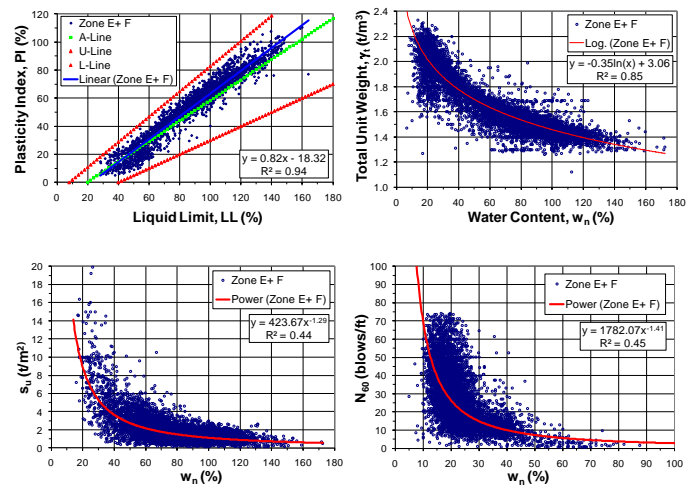 120
100
80
60
40
20
0
0 20 40 60 80 100 120 140 160 180
Plasticity Index, PI (%)
Liquid Limit, LL (%)
Zone E+ F
A-Line
U-Line
L-Line
Linear (Zone E+ F)
y = 0.82x - 18.32
R² = 0.94
2.4
2.2
2.0
1.8
1.6
1.4
1.2
1.0
0 20 40 60 80 100 120 140 160 180
Total Unit Weight, γt (t/m³)
Water Content, wn (%)
Zone E+ F
Log. (Zone E+ F)
y = -0.35ln(x) + 3.06
R² = 0.85
20
18
16
14
12
10
8
6
4
2
0
0 20 40 60 80 100 120 140 160 180
su (t/m²)
wn (%)
Zone E+ F
Power (Zone E+ F)
y = 423.67x^-1.29
R² = 0.44
100
90
80
70
60
50
40
30
20
10
0
0 10 20 30 40 50 60 70 80 90 100
N60 (blows/ft)
wn (%)
Zone E+ F
Power (Zone E+ F)
y = 1782.07x^-1.41
R² = 0.45